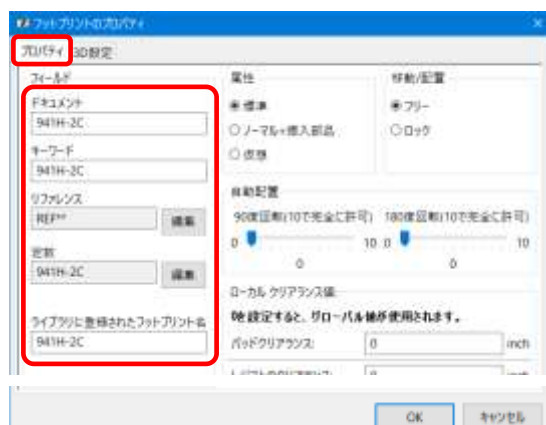 フットプリントのプロパティ
プロパティ 3D設定
フィールド
ドキュメント
941H-2C
キーワード
941H-2C
リファレンス
REF** 編集
定数
941H-2C 編集
ライブラリに登録されたフットプリント名
941H-2C
属性
標準
ノーマル+挿入部品
仮想
移動/配置
フリー
ロック
自動配置
90度回転(10で完全に許可) 180度回転(10で完全に許可)
0 10 0 10
0 0
ローカル クリアランス値
0を設定すると、グローバル値が使用されます。
パッドクリアランス: 0 inch
OK キャンセル